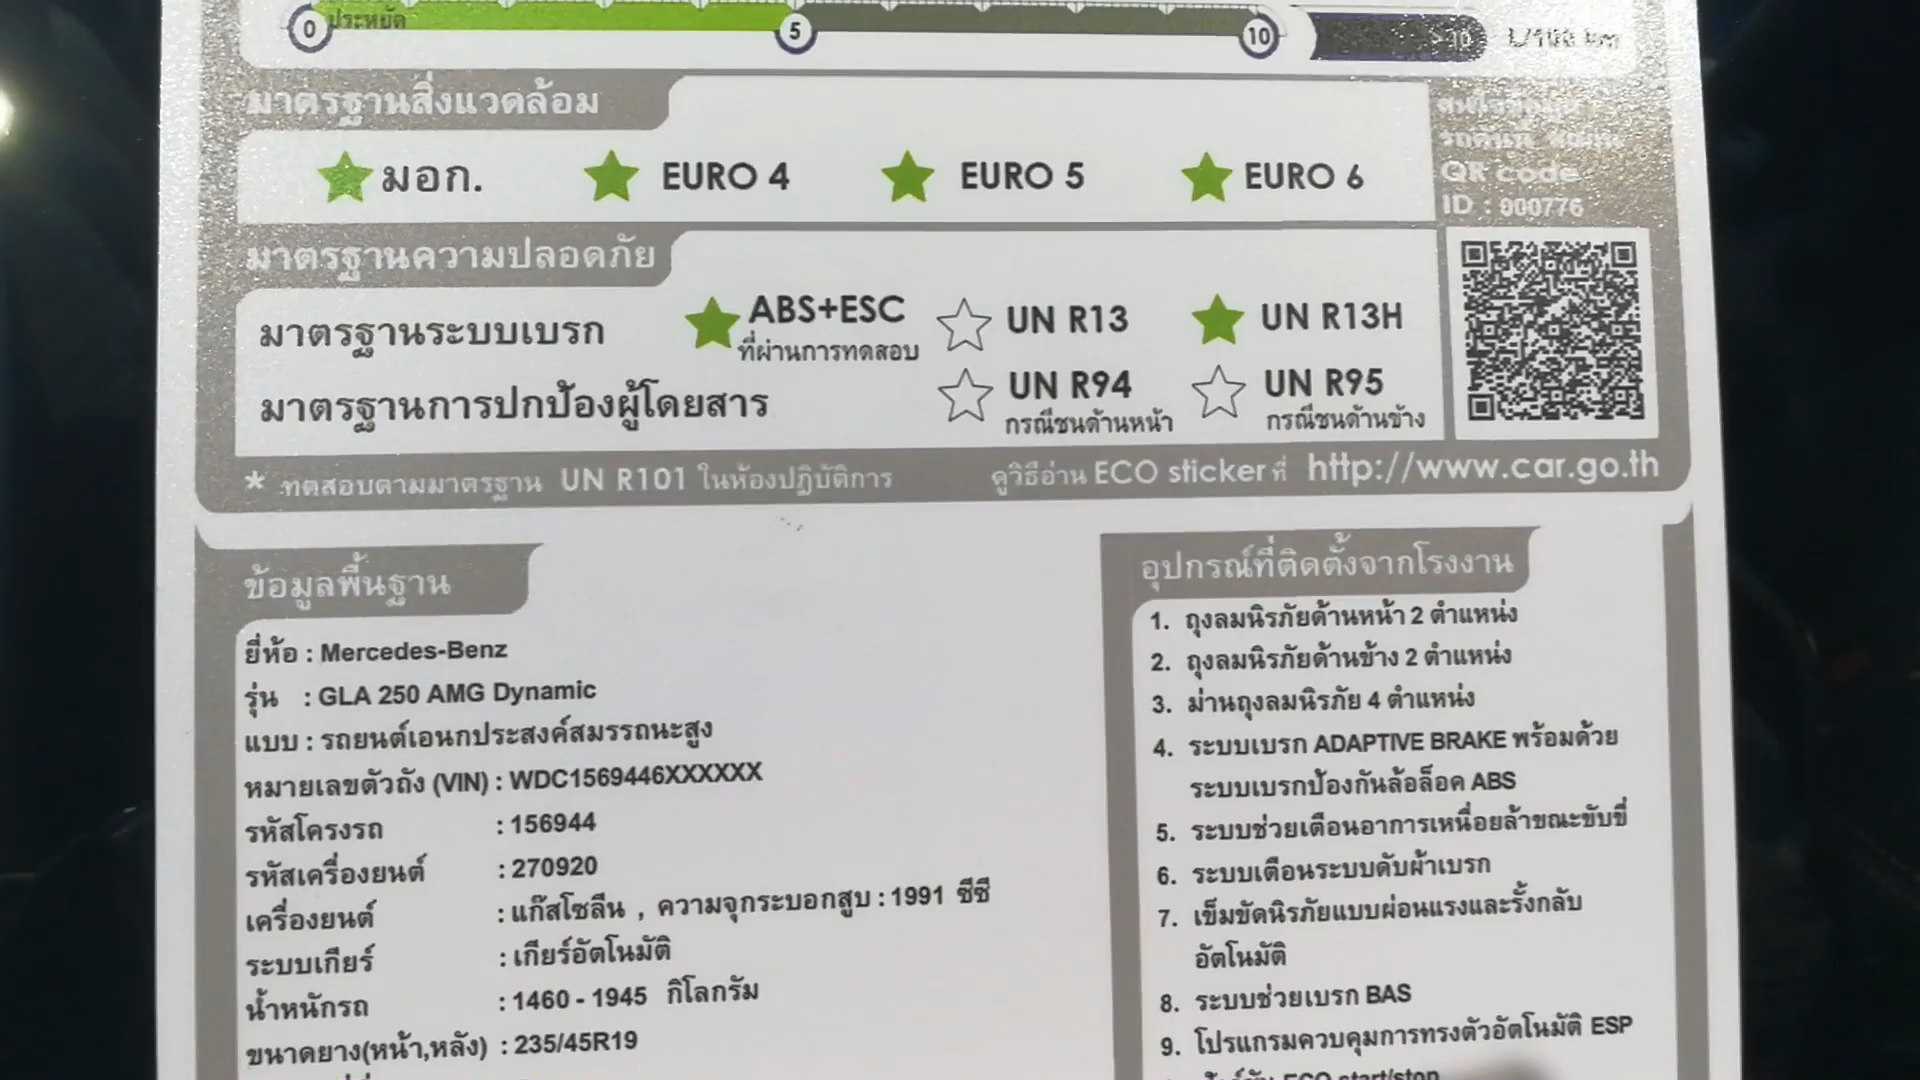 0 ประหยัด 5 10 >10 L/100 km
มาตรฐานสิ่งแวดล้อม
มอก. EURO 4 EURO 5 EURO 6
QR code
ID : 000776
มาตรฐานความปลอดภัย
มาตรฐานระบบเบรก ABS+ESC UN R13 UN R13H
ที่ผ่านการทดสอบ
มาตรฐานการปกป้องผู้โดยสาร UN R94 UN R95
กรณีชนด้านหน้า กรณีชนด้านข้าง
* ทดสอบตามมาตรฐาน UN R101 ในห้องปฏิบัติการ ดูวิธีอ่าน ECO sticker ที่ http://www.car.go.th
ข้อมูลพื้นฐาน
ยี่ห้อ : Mercedes-Benz
รุ่น : GLA 250 AMG Dynamic
แบบ : รถยนต์เอนกประสงค์สมรรถนะสูง
หมายเลขตัวถัง (VIN) : WDC1569446XXXXXX
รหัสโครงรถ : 156944
รหัสเครื่องยนต์ : 270920
เครื่องยนต์ : แก๊สโซลีน , ความจุกระบอกสูบ : 1991 ซีซี
ระบบเกียร์ : เกียร์อัตโนมัติ
น้ำหนักรถ : 1460 - 1945 กิโลกรัม
ขนาดยาง(หน้า,หลัง) : 235/45R19
อุปกรณ์ที่ติดตั้งจากโรงงาน
1. ถุงลมนิรภัยด้านหน้า 2 ตำแหน่ง
2. ถุงลมนิรภัยด้านข้าง 2 ตำแหน่ง
3. ม่านถุงลมนิรภัย 4 ตำแหน่ง
4. ระบบเบรก ADAPTIVE BRAKE พร้อมด้วย
ระบบเบรกป้องกันล้อล็อค ABS
5. ระบบช่วยเตือนอาการเหนื่อยล้าขณะขับขี่
6. ระบบเตือนระบบดับผ้าเบรก
7. เข็มขัดนิรภัยแบบผ่อนแรงและรั้งกลับ
อัตโนมัติ
8. ระบบช่วยเบรก BAS
9. โปรแกรมควบคุมการทรงตัวอัตโนมัติ ESP
ECO start/stop